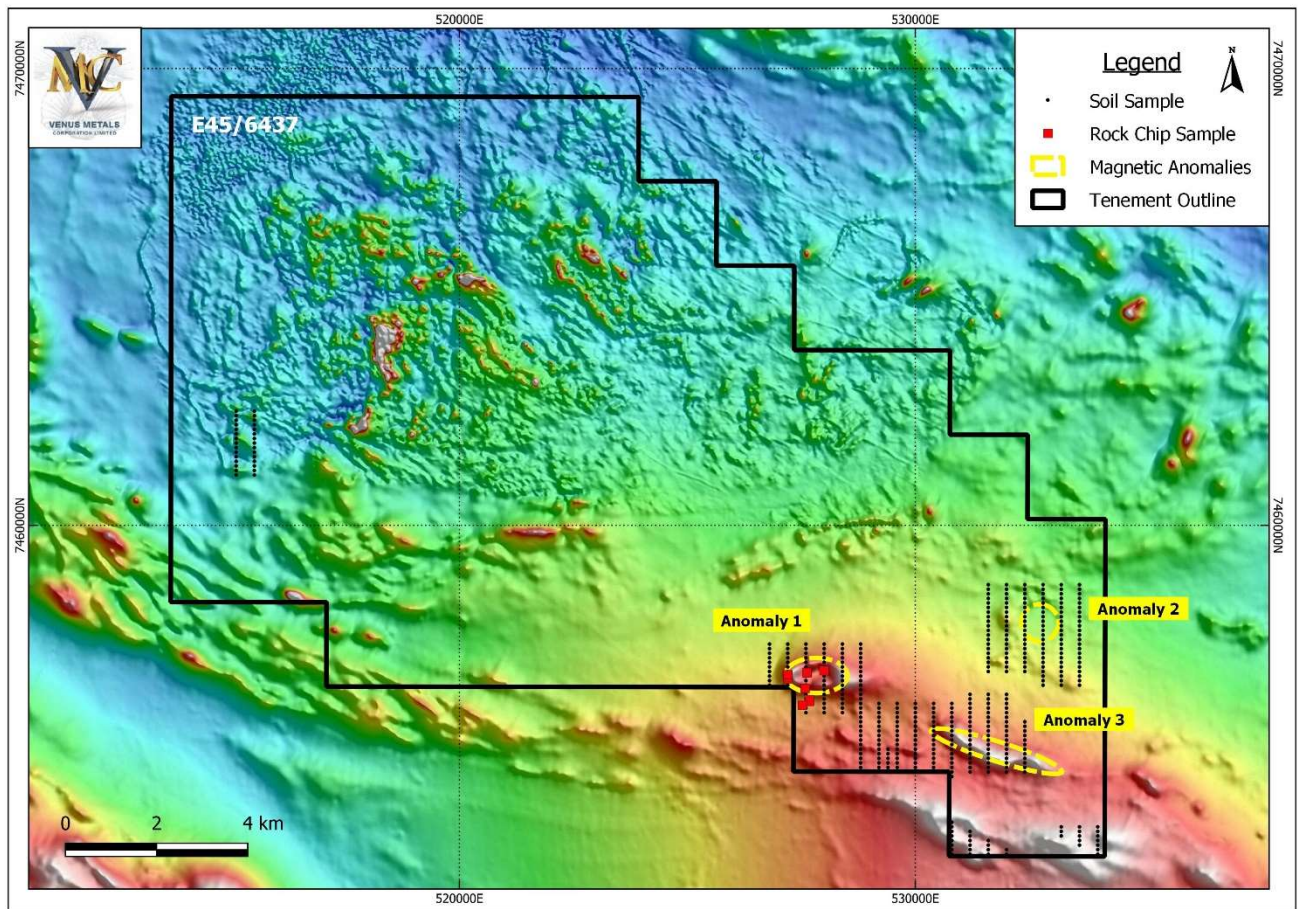 520000E
530000E
7470000N
7470000N
VMC
VENUS METALS
CORPORATION LIMITED
E45/6437
Legend
N
Soil Sample
Rock Chip Sample
Magnetic Anomalies
Tenement Outline
7460000N
7460000N
Anomaly 1
Anomaly 2
Anomaly 3
0 2 4 km
520000E
530000E